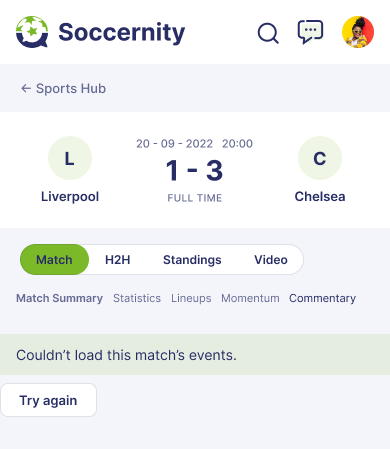 Soccernity
← Sports Hub
20 - 09 - 2022 20:00
L 1 - 3 C
Liverpool FULL TIME Chelsea
Match H2H Standings Video
Match Summary Statistics Lineups Momentum Commentary
Couldn’t load this match’s events.
Try again